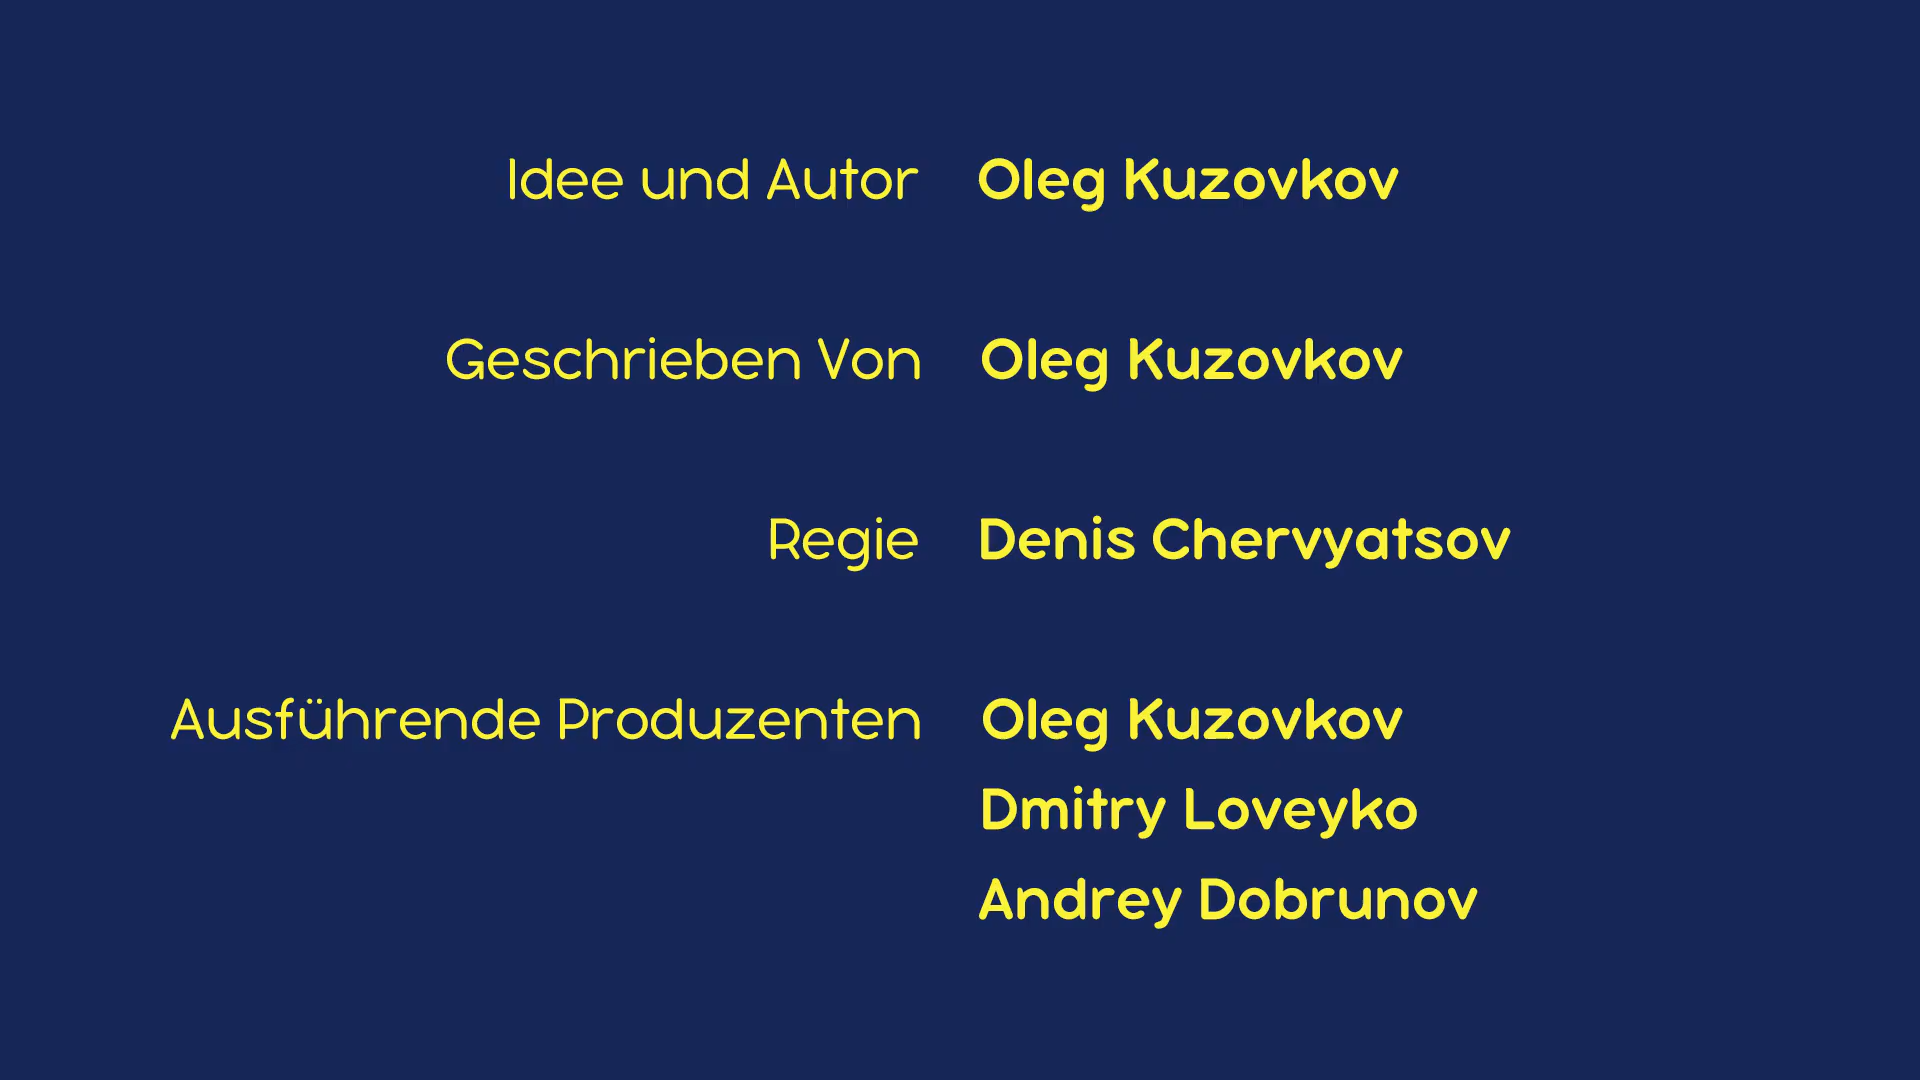 Idee und Autor Oleg Kuzovkov
Geschrieben Von Oleg Kuzovkov
Regie Denis Chervyatsov
Ausführende Produzenten Oleg Kuzovkov
Dmitry Loveyko
Andrey Dobrunov